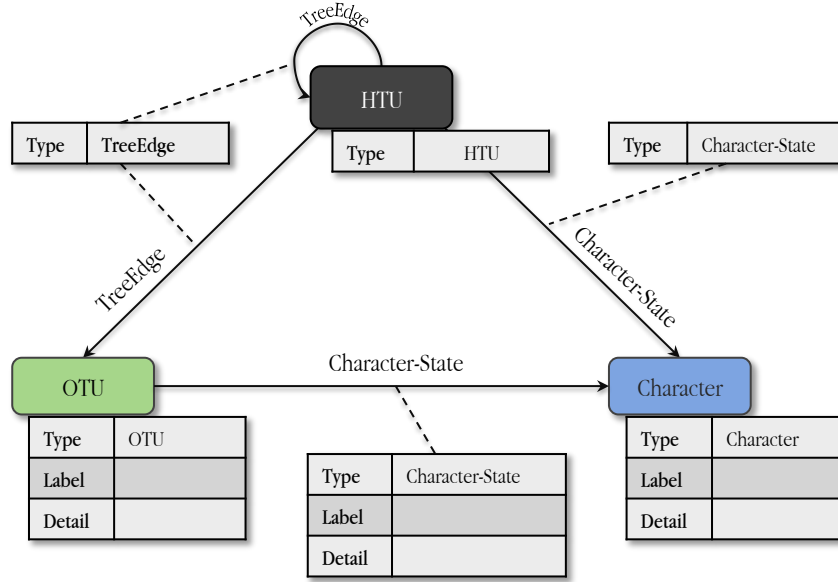 TreeEdge
HTU
Type TreeEdge
Type HTU
Type Character-State
TreeEdge
Character-State
OTU
Character-State
Character
Type OTU
Label
Detail
Type Character-State
Label
Detail
Type Character
Label
Detail